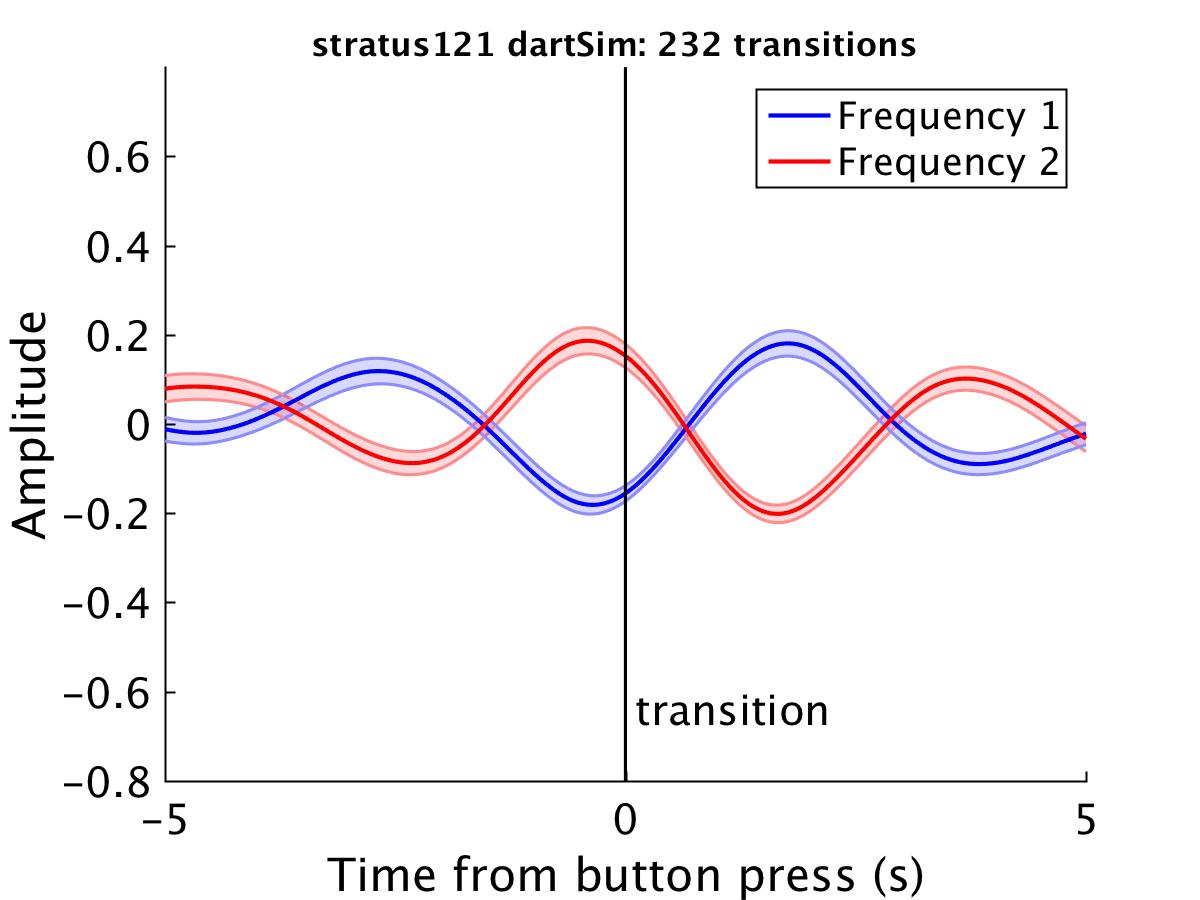 stratus121 dartSim: 232 transitions
Frequency 1
Frequency 2
0.6
0.4
0.2
0
−0.2
−0.4
−0.6
−0.8
Amplitude
transition
−5
0
5
Time from button press (s)